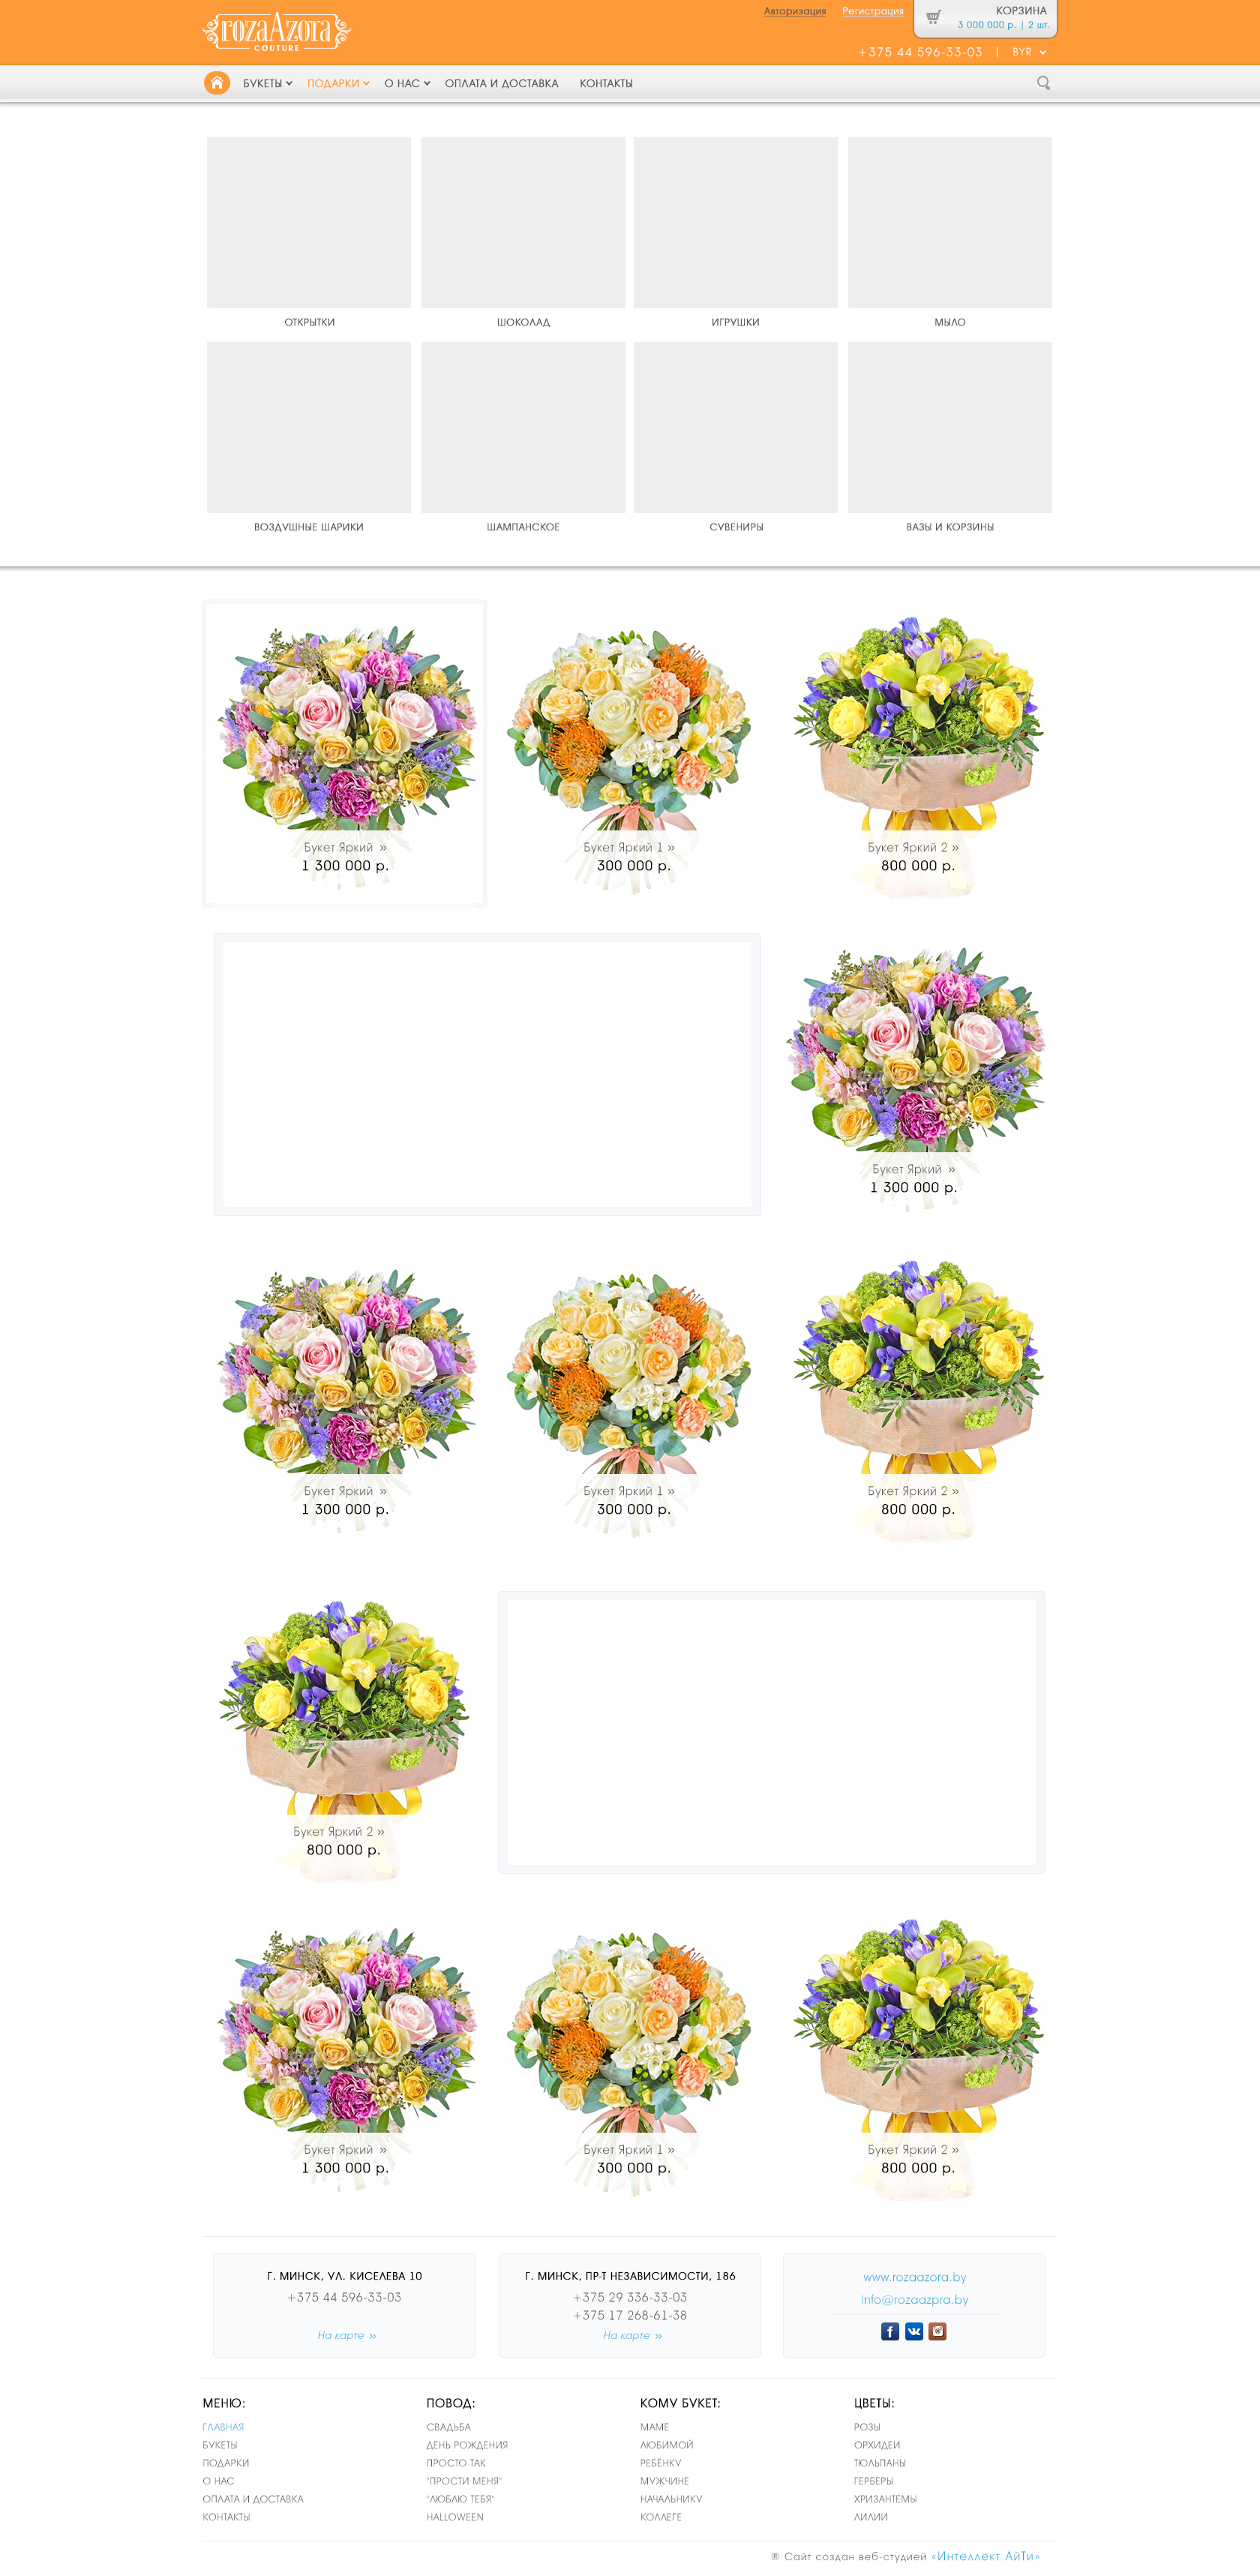 rozaAzora
COUTURE
Авторизация Регистрация
КОРЗИНА
3 000 000 р. | 2 шт.
+375 44 596-33-03 | BYR
БУКЕТЫ ПОДАРКИ О НАС ОПЛАТА И ДОСТАВКА КОНТАКТЫ
ОТКРЫТКИ ШОКОЛАД ИГРУШКИ МЫЛО
ВОЗДУШНЫЕ ШАРИКИ ШАМПАНСКОЕ СУВЕНИРЫ ВАЗЫ И КОРЗИНЫ
Букет Яркий » Букет Яркий 1 » Букет Яркий 2 »
1 300 000 р. 300 000 р. 800 000 р.
Букет Яркий »
1 300 000 р.
Букет Яркий » Букет Яркий 1 » Букет Яркий 2 »
1 300 000 р. 300 000 р. 800 000 р.
Букет Яркий 2 »
800 000 р.
Букет Яркий » Букет Яркий 1 » Букет Яркий 2 »
1 300 000 р. 300 000 р. 800 000 р.
Г. МИНСК, УЛ. КИСЕЛЕВА 10
+375 44 596-33-03
На карте »
Г. МИНСК, ПР-Т НЕЗАВИСИМОСТИ, 186
+375 29 336-33-03
+375 17 268-61-38
На карте »
www.rozaazora.by
info@rozaazpra.by
МЕНЮ:
ГЛАВНАЯ
БУКЕТЫ
ПОДАРКИ
О НАС
ОПЛАТА И ДОСТАВКА
КОНТАКТЫ
ПОВОД:
СВАДЬБА
ДЕНЬ РОЖДЕНИЯ
ПРОСТО ТАК
"ПРОСТИ МЕНЯ"
"ЛЮБЛЮ ТЕБЯ"
HALLOWEEN
КОМУ БУКЕТ:
МАМЕ
ЛЮБИМОЙ
РЕБЁНКУ
МУЖЧИНЕ
НАЧАЛЬНИКУ
КОЛЛЕГЕ
ЦВЕТЫ:
РОЗЫ
ОРХИДЕИ
ТЮЛЬПАНЫ
ГЕРБЕРЫ
ХРИЗАНТЕМЫ
ЛИЛИИ
® Сайт создан веб-студией «Интеллект АйТи»